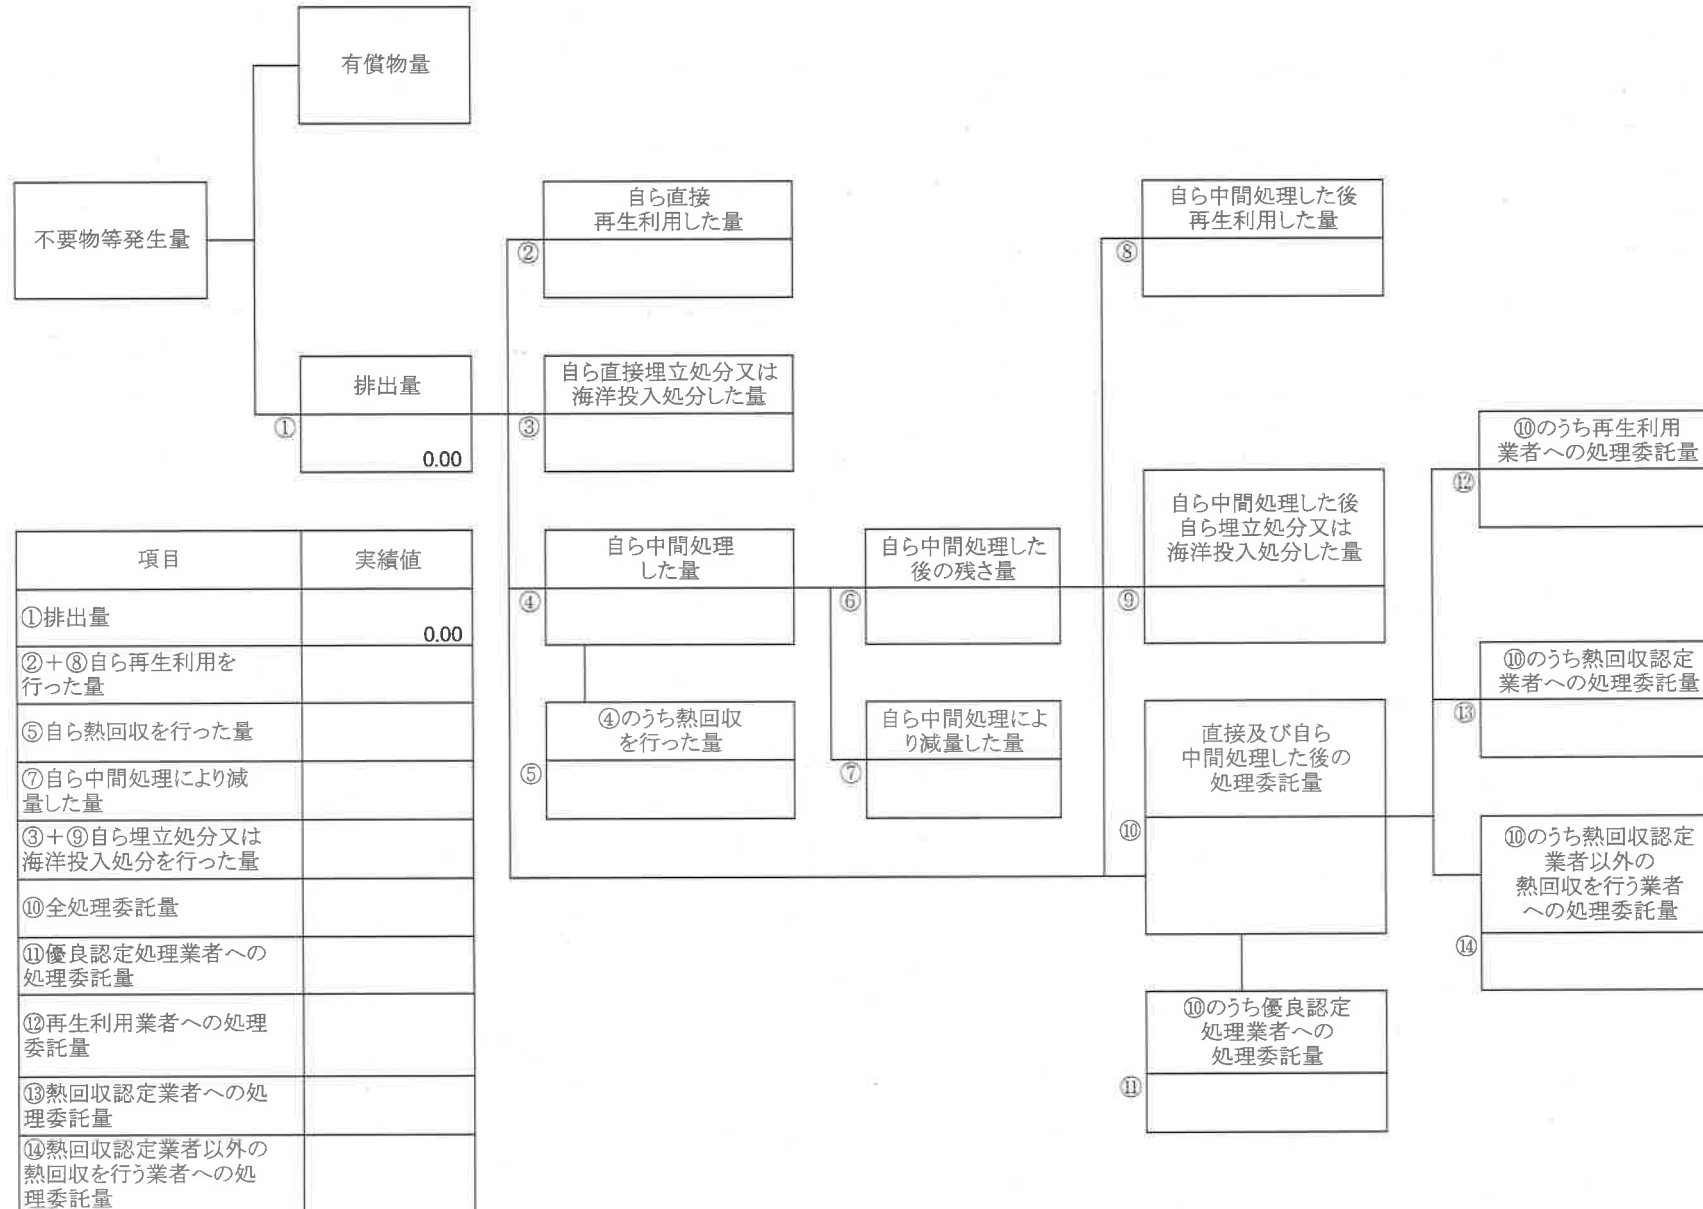 有償物量
不要物等発生量
自ら直接
再生利用した量
②
自ら中間処理した後
再生利用した量
⑧
排出量
①
0.00
自ら直接埋立処分又は
海洋投入処分した量
③
⑩のうち再生利用
業者への処理委託量
⑫
自ら中間処理
した量
④
自ら中間処理した
後の残さ量
⑥
自ら中間処理した後
自ら埋立処分又は
海洋投入処分した量
⑨
④のうち熱回収
を行った量
⑤
自ら中間処理によ
り減量した量
⑦
直接及び自ら
中間処理した後の
処理委託量
⑩
⑩のうち熱回収認定
業者への処理委託量
⑬
⑩のうち熱回収認定
業者以外の
熱回収を行う業者
への処理委託量
⑭
⑩のうち優良認定
処理業者への
処理委託量
⑪
項目 実績値
①排出量 0.00
②+⑧自ら再生利用を
行った量
⑤自ら熱回収を行った量
⑦自ら中間処理により減
量した量
③+⑨自ら埋立処分又は
海洋投入処分を行った量
⑩全処理委託量
⑪優良認定処理業者への
処理委託量
⑫再生利用業者への処理
委託量
⑬熱回収認定業者への処
理委託量
⑭熱回収認定業者以外の
熱回収を行う業者への処
理委託量